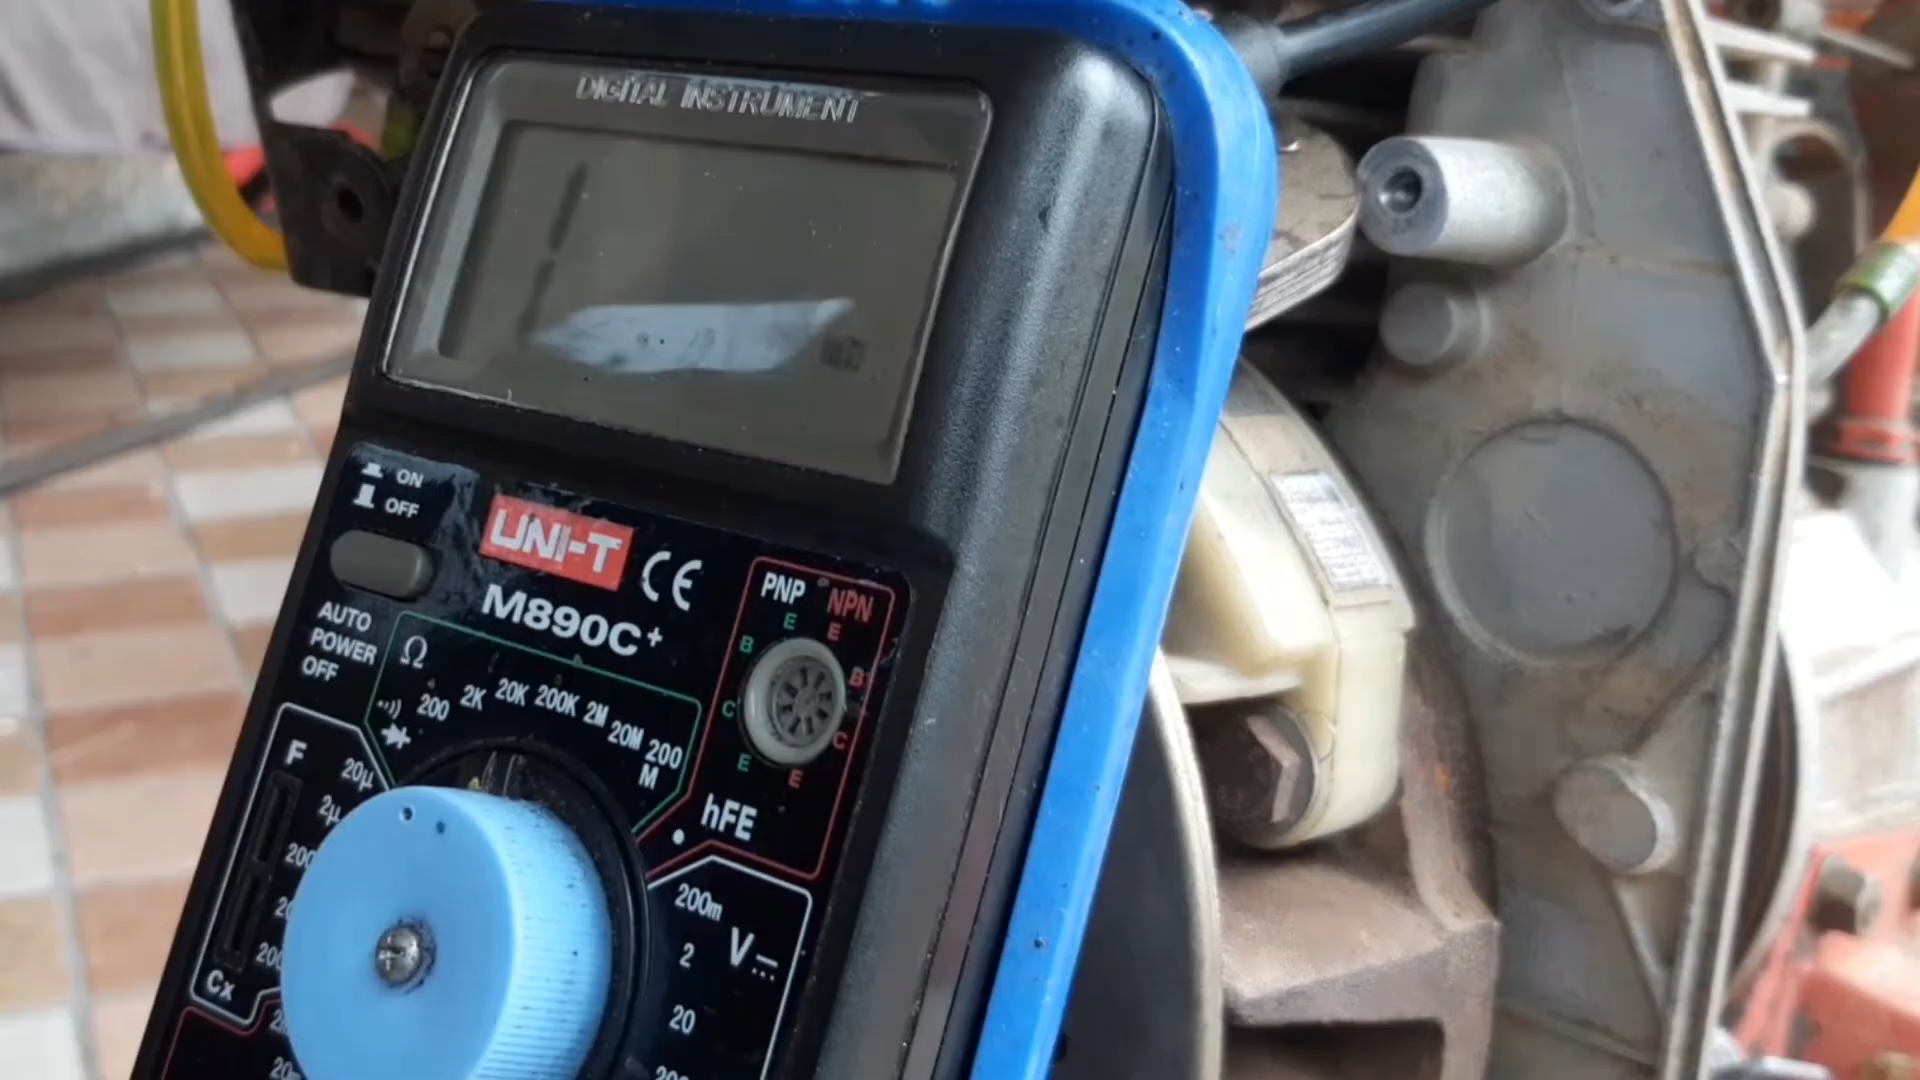 DIGITAL INSTRUMENT
1
ON
OFF
UNI-T CE
M890C+
AUTO
POWER
OFF
Ω
200 2K 20K 200K 2M 20M 200
M
PNP NPN
E E
B B
C C
E E
hFE
F
20μ
2μ
Cx
200m
2
V
20